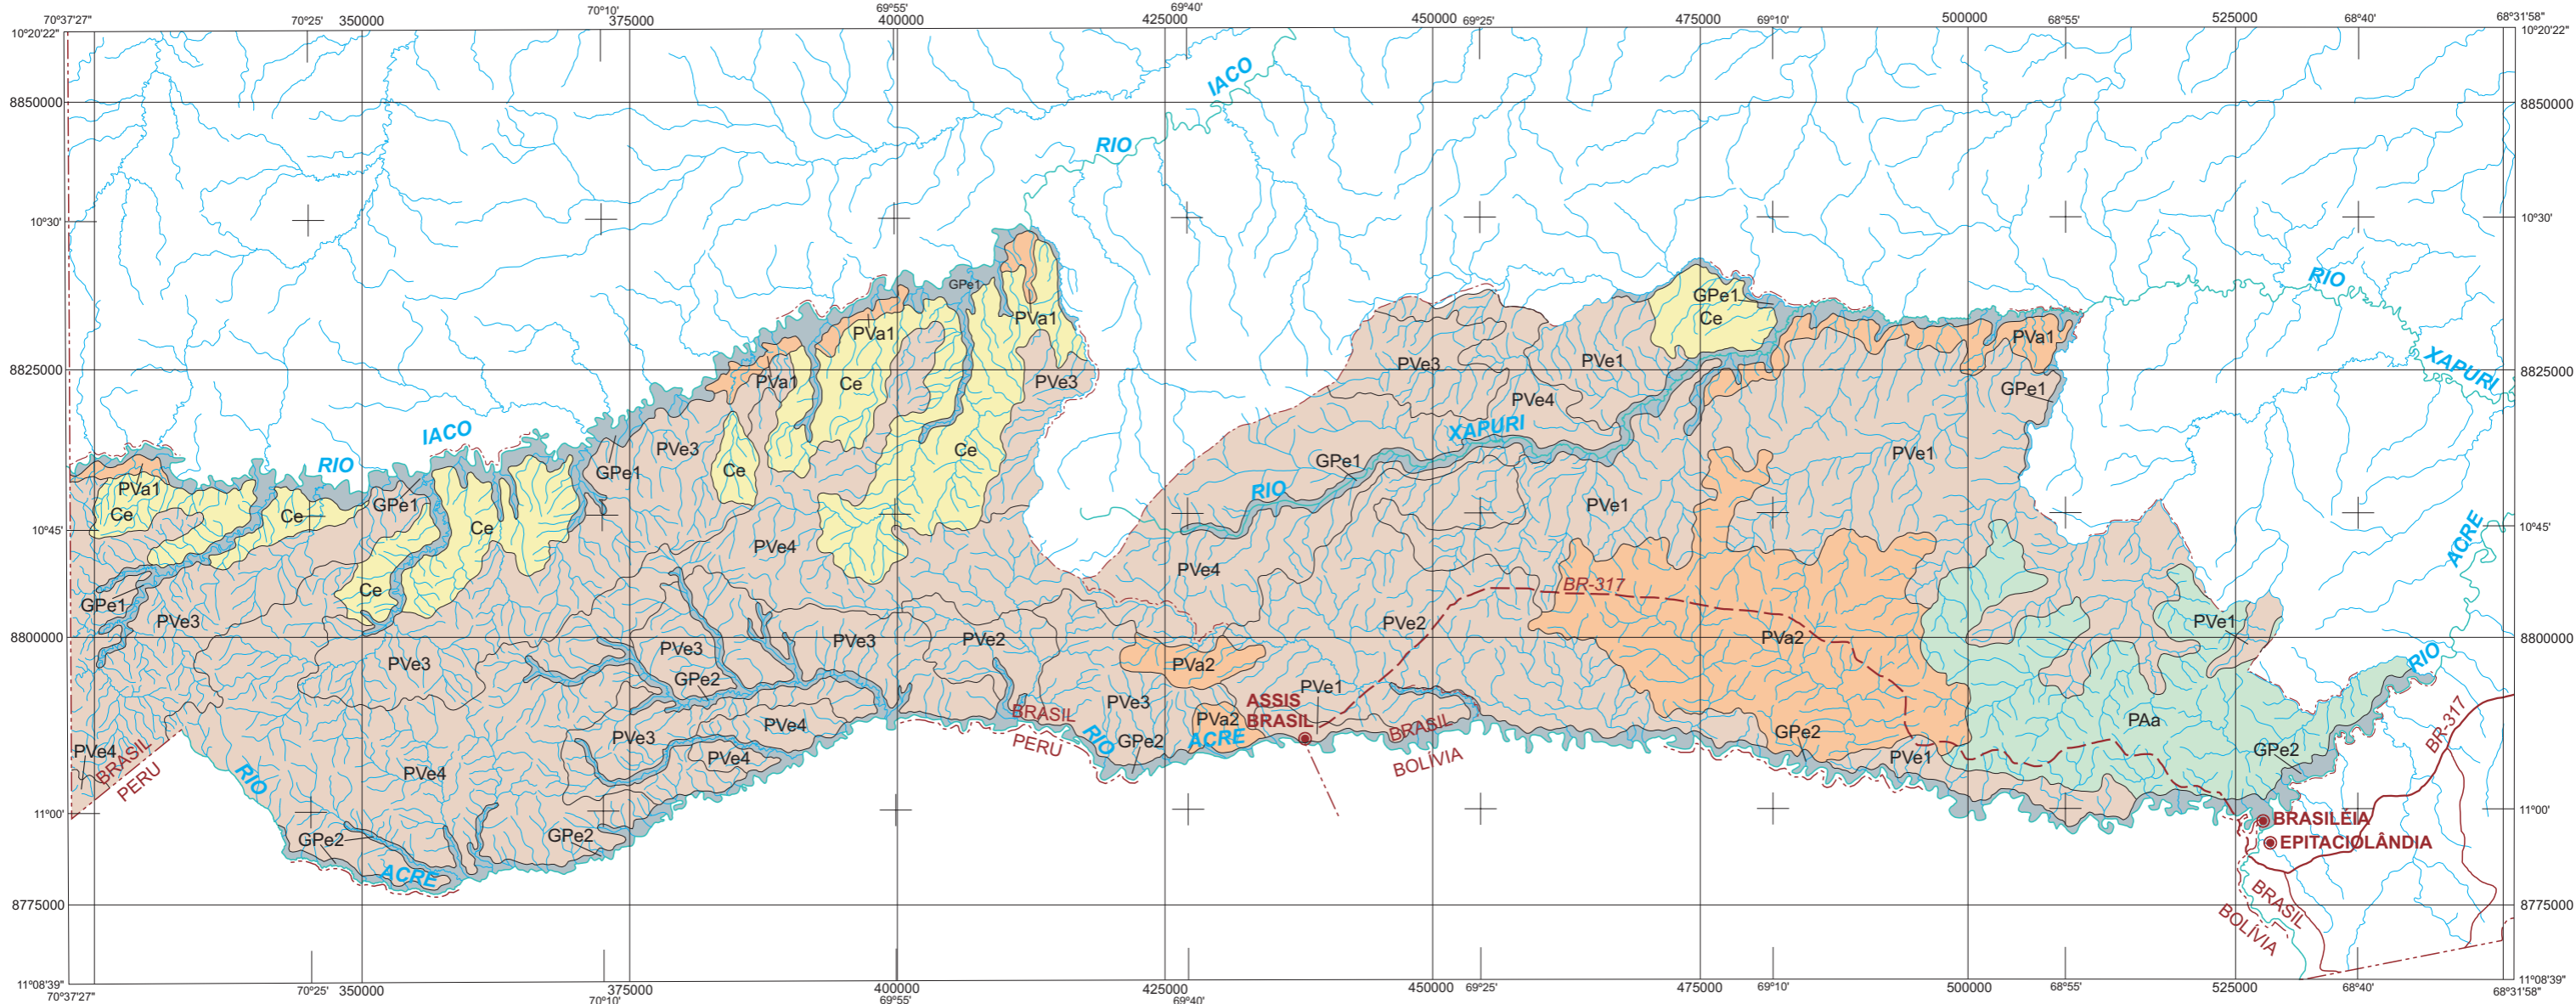 70°37'27" 70°25' 350000 70°10' 375000 69°55' 400000 69°40' 425000 450000 69°25' 475000 69°10' 500000 68°55' 525000 68°40' 68°31'58"
10°20'22" 10°20'22"
IACO
8850000 8850000
RIO
10°30' 10°30'
RIO
GPe1 GPe1
PVa1 PVa1 Ce
PVa1
XAPURI
8825000 PVa1 Ce PVe3 PVe3 PVe1 8825000
GPe1
PVe4
IACO XAPURI
PVe3 Ce PVe1
RIO GPe1 Ce GPe1
PVa1 RIO
GPe1 PVe1
Ce Ce Ce
10°45' 10°45'
ACRE
PVe4
PVe4
Ce BR-317
GPe1
PVe3 PVe2 PVe1
8800000 PVe3 PVe3 PVe2 PVa2 8800000
PVe3 PVa2 RIO
GPe2
PVe1
PVe3 ASSIS
BRASIL PVa2 BRASIL PAa
PVe4 BRASIL BR-317
PVe3 RIO ACRE GPe2
PVe4 BRASIL PERU GPe2 GPe2
PVe4 PVe1
PERU RIO PVe4 BOLÍVIA
11°00' 11°00'
BRASILÉIA
GPe2 GPe2 EPITACIOLÂNDIA
ACRE
BRASIL
8775000 8775000
BOLÍVIA
11°08'39" 11°08'39"
70°37'27" 70°25' 350000 70°10' 375000 69°55' 400000 69°40' 425000 450000 69°25' 475000 69°10' 500000 68°55' 525000 68°40' 68°31'58"